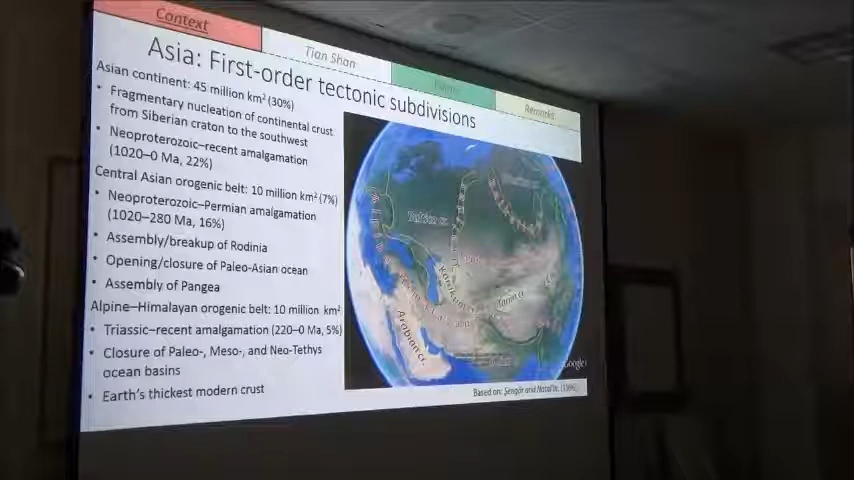 Context
Tian Shan
Remarks
Asia: First-order tectonic subdivisions
Asian continent: 45 million km² (30%)
• Fragmentary nucleation of continental crust
from Siberian craton to the southwest
• Neoproterozoic–recent amalgamation
(1020–0 Ma, 22%)
Central Asian orogenic belt: 10 million km² (7%)
• Neoproterozoic–Permian amalgamation
(1020–280 Ma, 16%)
• Assembly/breakup of Rodinia
• Opening/closure of Paleo-Asian ocean
• Assembly of Pangea
Alpine–Himalayan orogenic belt: 10 million km²
• Triassic–recent amalgamation (220–0 Ma, 5%)
• Closure of Paleo-, Meso-, and Neo-Tethys
ocean basins
• Earth's thickest modern crust
Arabian cr.
Google
Based on: Şengör and Natal'in (1996)